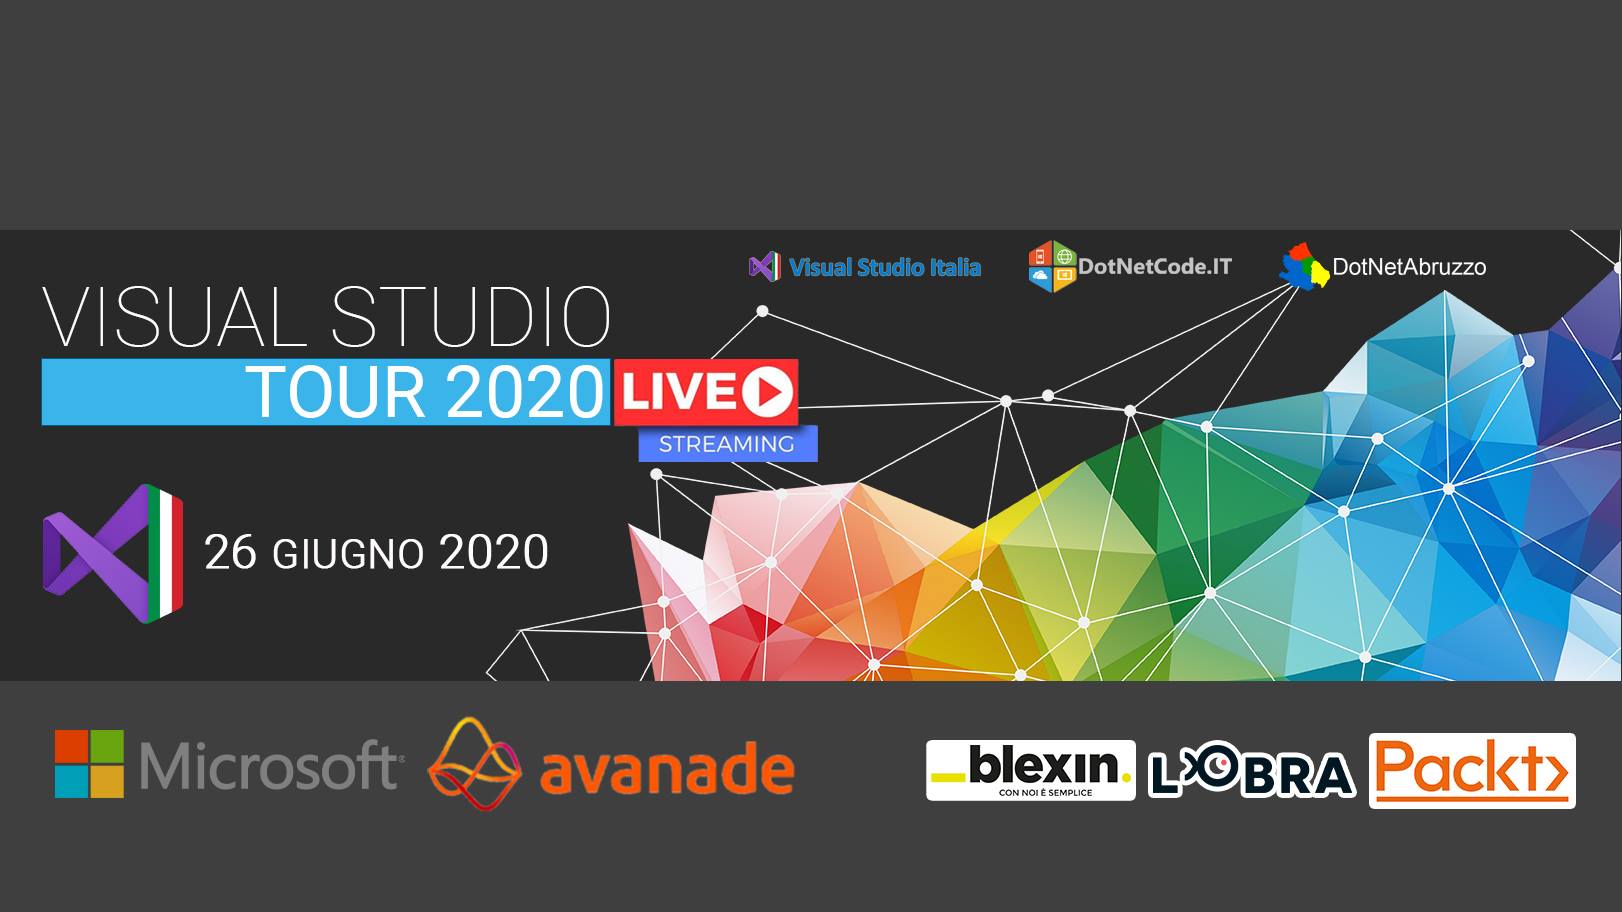 Visual Studio Italia
DotNetCode.IT
DotNetAbruzzo
VISUAL STUDIO
TOUR 2020 LIVE
STREAMING
26 GIUGNO 2020
Microsoft
avanade
blexin.
CON NOI È SEMPLICE
LOBRA
Packt>